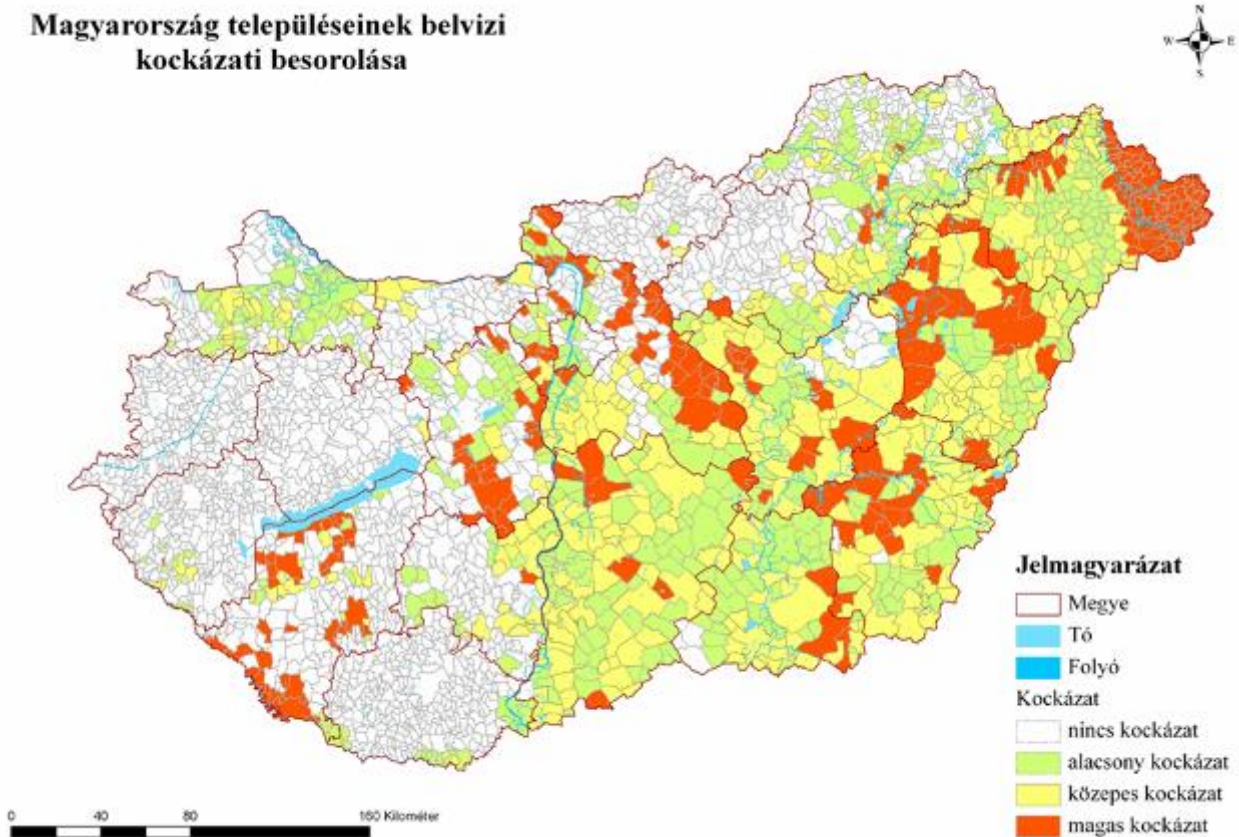 Magyarország településeinek belvizi
kockázati besorolása
N
W E
S
Jelmagyarázat
Megye
Tó
Folyó
Kockázat
nincs kockázat
alacsony kockázat
közepes kockázat
magas kockázat
0 40 80 160 Kilométer